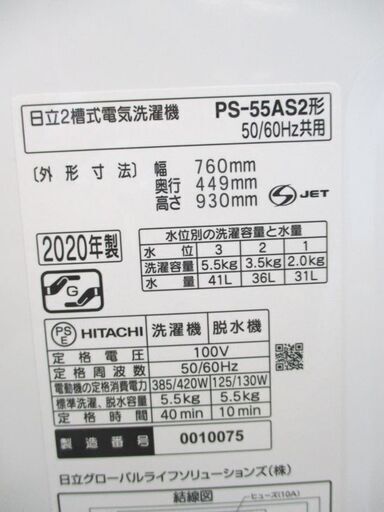 日立2槽式電気洗濯機 PS-55AS2形
50/60Hz共用
〔外形寸法〕 幅 760mm
奥行 449mm
高さ 930mm
S JET
2020年製
水位別の洗濯容量と水量
水位 3 2 1
洗濯容量 5.5kg 3.5kg 2.0kg
水量 41L 36L 31L
G
PS E HITACHI 洗濯機 脱水機
定格電圧 100V
定格周波数 50/60Hz
電動機の定格消費電力 385/420W 125/130W
標準洗濯、脱水容量 5.5kg 5.5kg
定格時間 40min 10min
製造番号 0010075
日立グローバルライフソリューションズ(株)
結線図
ヒューズ(10A)